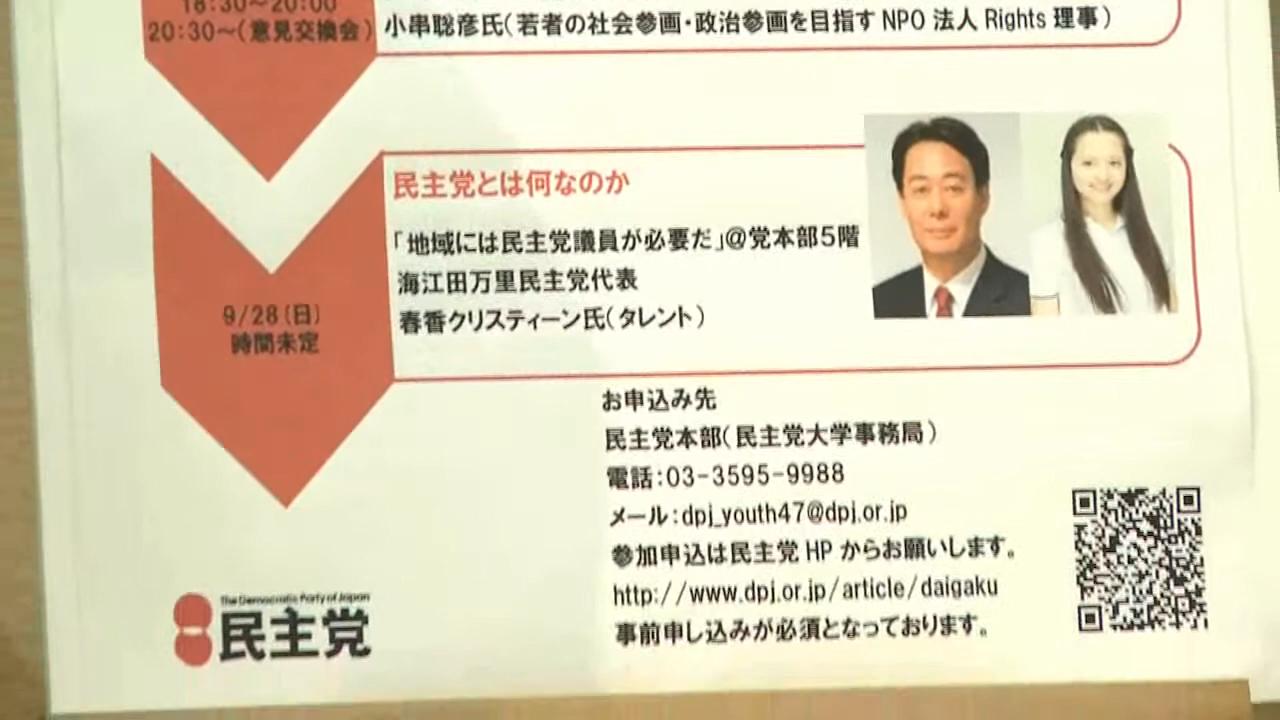 18:30～20:00
20:30～(意見交換会)
小串聡彦氏(若者の社会参画・政治参画を目指す NPO 法人 Rights 理事)
民主党とは何なのか
「地域には民主党議員が必要だ」@党本部5階
海江田万里民主党代表
春香クリスティーン氏(タレント)
9/28(日)
時間未定
お申込み先
民主党本部(民主党大学事務局)
電話:03-3595-9988
メール:dpj_youth47@dpj.or.jp
参加申込は民主党 HP からお願いします。
http://www.dpj.or.jp/article/daigaku
事前申し込みが必須となっております。
The Democratic Party of Japan
民主党